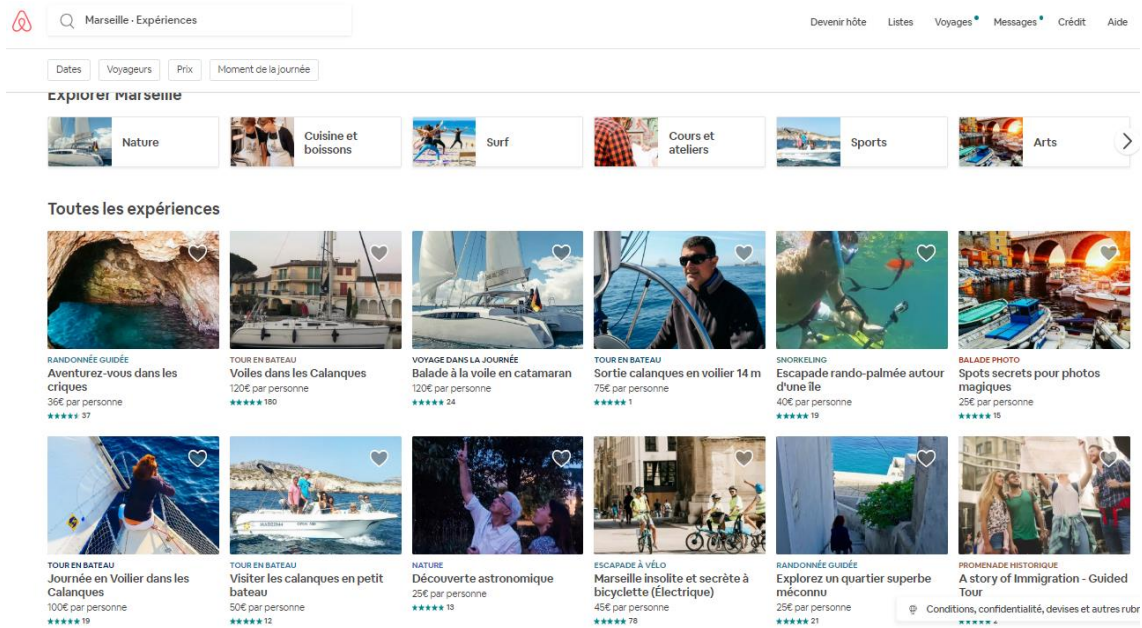 Marseille · Expériences
Devenir hôte
Listes
Voyages
Messages
Crédit
Aide
Dates
Voyageurs
Prix
Moment de la journée
Explorer Marseille
Nature
Cuisine et
boissons
Surf
Cours et
ateliers
Sports
Arts
Toutes les expériences
RANDONNÉE GUIDÉE
Aventurez-vous dans les
criques
36€ par personne
37
TOUR EN BATEAU
Voiles dans les Calanques
120€ par personne
180
VOYAGE DANS LA JOURNÉE
Balade à la voile en catamaran
120€ par personne
24
TOUR EN BATEAU
Sortie calanques en voilier 14 m
75€ par personne
1
SNORKELING
Escapade rando-palmée autour
d'une île
40€ par personne
19
BALADE PHOTO
Spots secrets pour photos
magiques
25€ par personne
15
TOUR EN BATEAU
Journée en Voilier dans les
Calanques
100€ par personne
19
TOUR EN BATEAU
Visiter les calanques en petit
bateau
50€ par personne
12
NATURE
Découverte astronomique
25€ par personne
13
ESCAPADE À VÉLO
Marseille insolite et secrète à
bicyclette (Électrique)
45€ par personne
78
RANDONNÉE GUIDÉE
Explorez un quartier superbe
méconnu
25€ par personne
21
PROMENADE HISTORIQUE
A story of Immigration - Guided
Tour
Conditions, confidentialité, devises et autres rubr